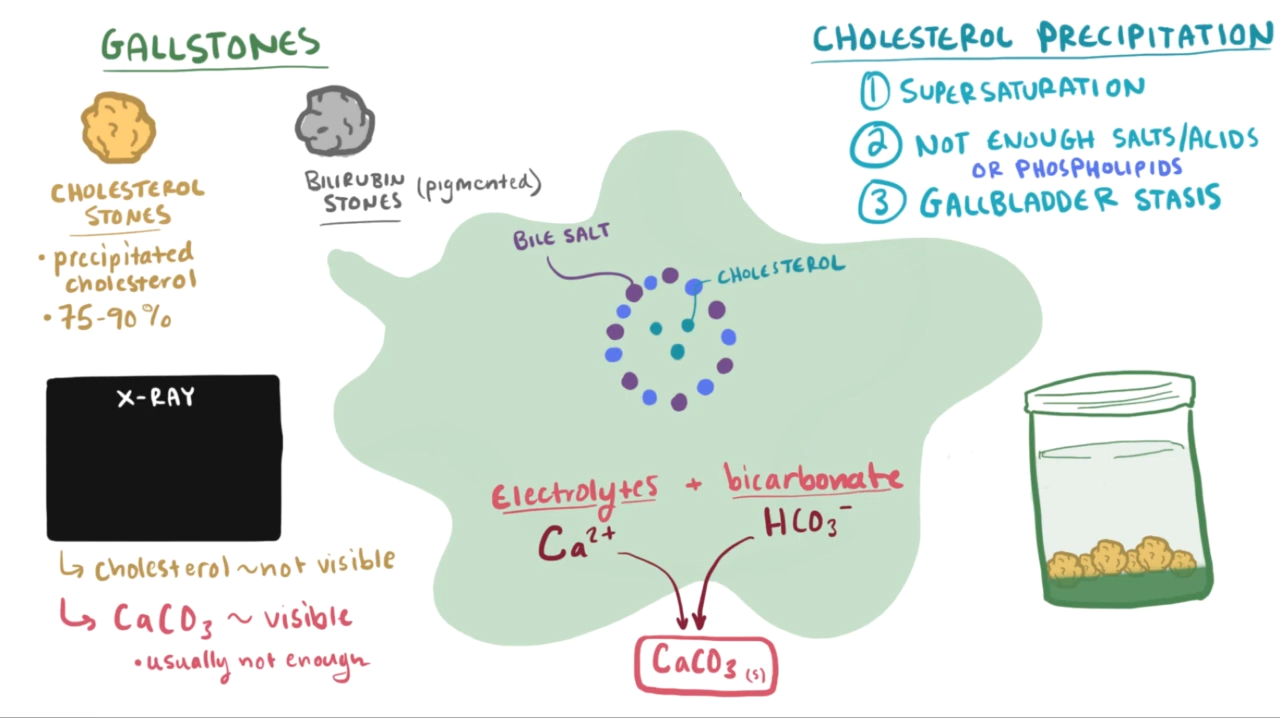 GALLSTONES
CHOLESTEROL
STONES
• precipitated
cholesterol
• 75-90%
BILIRUBIN (pigmented)
STONES
CHOLESTEROL PRECIPITATION
① SUPERSATURATION
② NOT ENOUGH SALTS/ACIDS
OR PHOSPHOLIPIDS
③ GALLBLADDER STASIS
BILE SALT
CHOLESTEROL
X-RAY
↳ cholesterol ~ not visible
↳ CaCO₃ ~ visible
• usually not enough
Electrolytes + bicarbonate
Ca²⁺ HCO₃⁻
CaCO₃ (s)